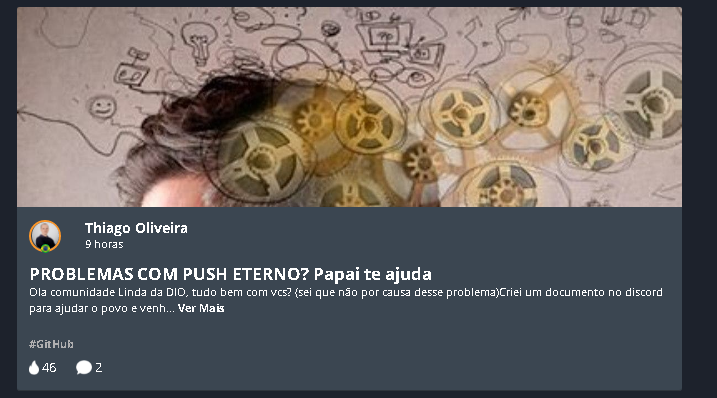 Thiago Oliveira
9 horas
PROBLEMAS COM PUSH ETERNO? Papai te ajuda
Ola comunidade Linda da DIO, tudo bem com vcs? (sei que não por causa desse problema)Criei um documento no discord
para ajudar o povo e venh... Ver Mais
#GitHub
46 2